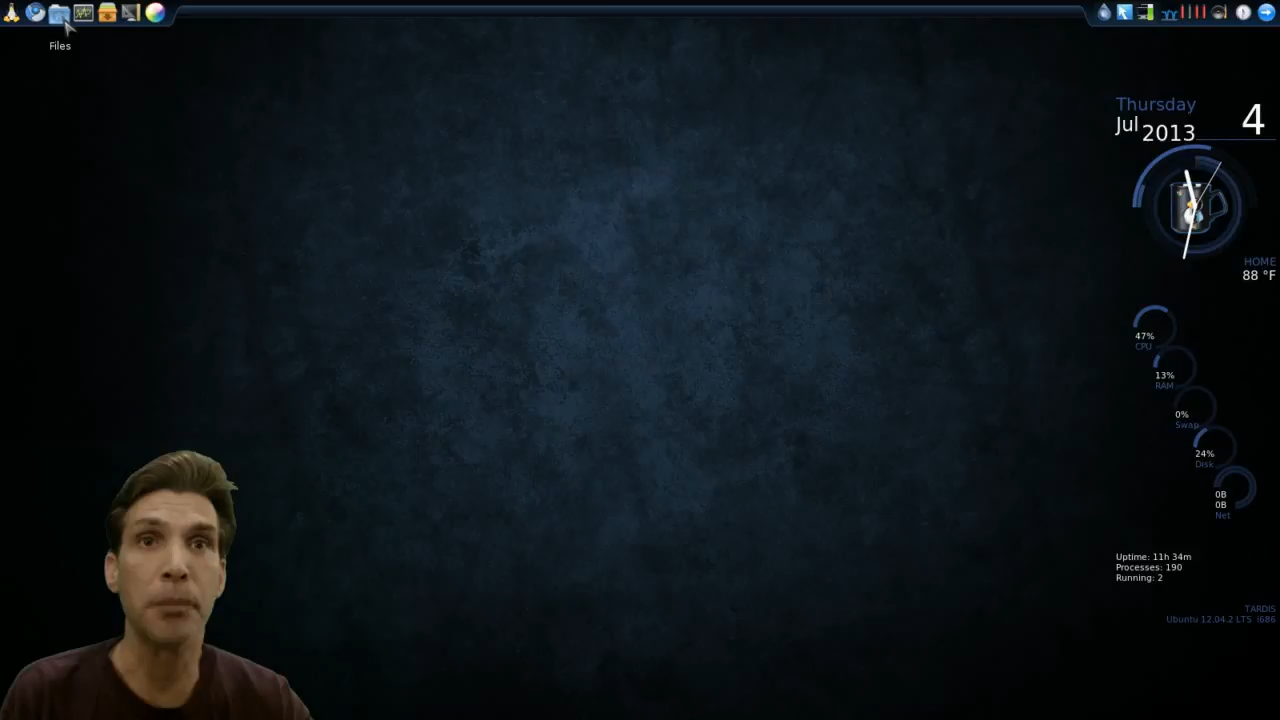 Files
Thursday
4
Jul 2013
HOME
88 °F
47%
CPU
13%
RAM
0%
Swap
24%
Disk
0B
0B
Net
Uptime: 11h 34m
Processes: 190
Running: 2
TARDIS
Ubuntu 12.04.2 LTS i686